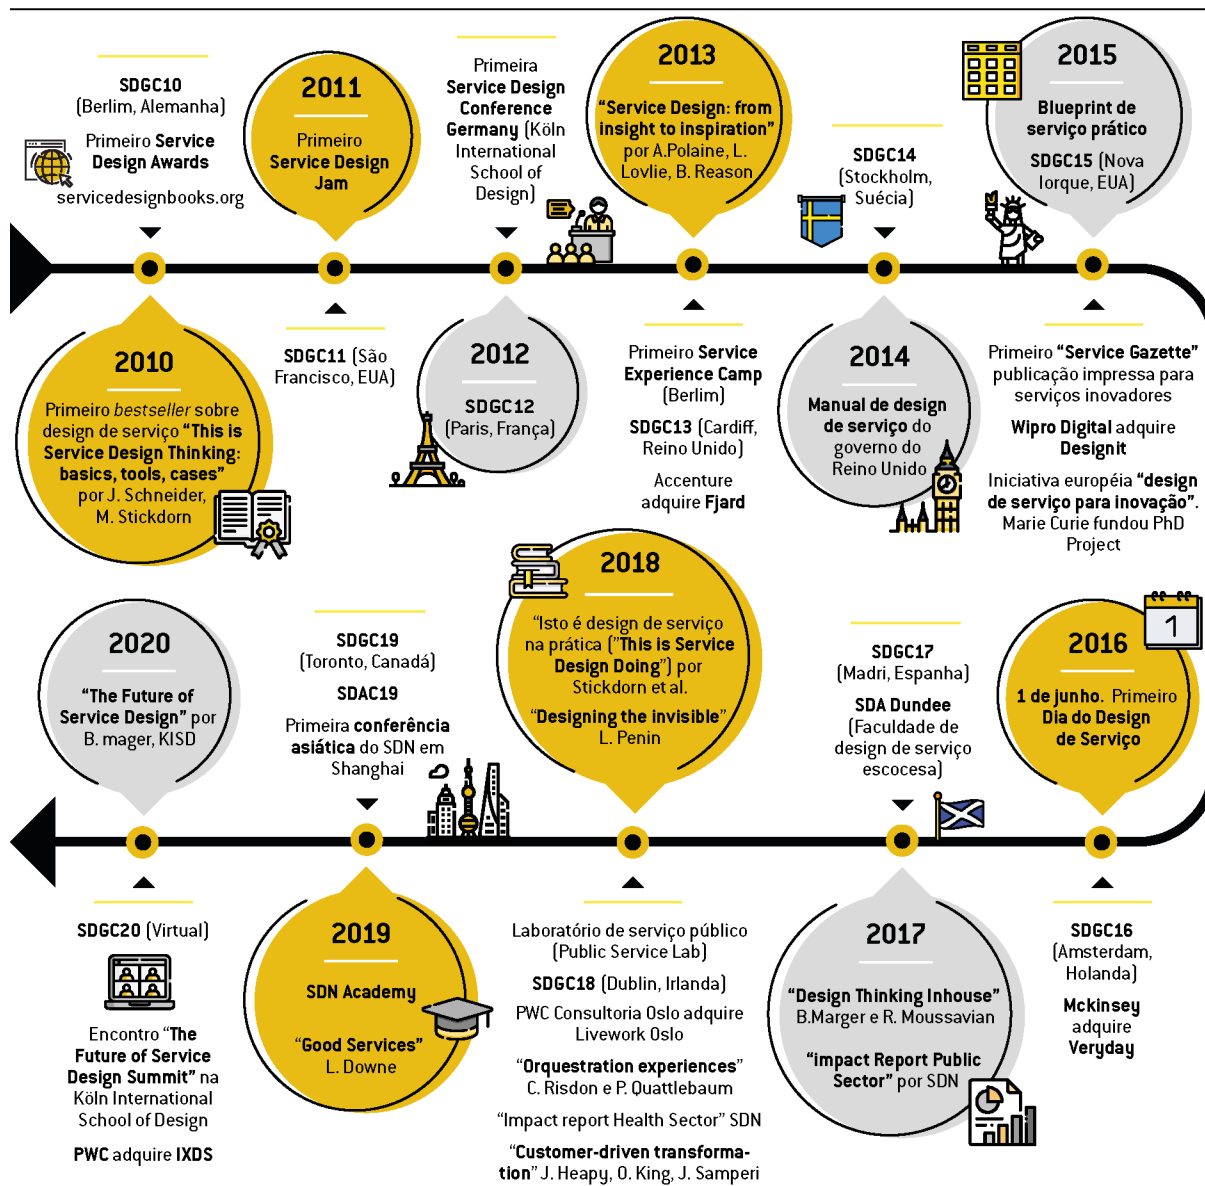 SDGC10
(Berlim, Alemanha)
Primeiro Service
Design Awards
servicedesignbooks.org
2010
Primeiro bestseller sobre
design de serviço “This is
Service Design Thinking:
basics, tools, cases”
por J. Schneider,
M. Stickdorn
2011
Primeiro
Service Design
Jam
SDGC11 (São
Francisco, EUA)
Primeira
Service Design
Conference
Germany (Köln
International
School of
Design)
2012
SDGC12
(Paris, França)
2013
“Service Design: from
insight to inspiration”
por A.Polaine, L.
Lovlie, B. Reason
Primeiro Service
Experience Camp
(Berlim)
SDGC13 (Cardiff,
Reino Unido)
Accenture
adquire Fjard
SDGC14
(Stockholm,
Suécia)
2014
Manual de design
de serviço do
governo do
Reino Unido
2015
Blueprint de
serviço prático
SDGC15 (Nova
Iorque, EUA)
Primeiro “Service Gazette”
publicação impressa para
serviços inovadores
Wipro Digital adquire
Designit
Iniciativa européia “design
de serviço para inovação”.
Marie Curie fundou PhD
Project
1
2016
1 de junho. Primeiro
Dia do Design
de Serviço
SDGC16
(Amsterdam,
Holanda)
Mckinsey
adquire
Veryday
SDGC17
(Madri, Espanha)
SDA Dundee
(Faculdade de
design de serviço
escocesa)
2017
“Design Thinking Inhouse”
B.Marger e R. Moussavian
“impact Report Public
Sector” por SDN
2018
“Isto é design de serviço
na prática (”This is Service
Design Doing”) por
Stickdorn et al.
“Designing the invisible”
L. Penin
Laboratório de serviço público
(Public Service Lab)
SDGC18 (Dublin, Irlanda)
PWC Consultoria Oslo adquire
Livework Oslo
“Orquestration experiences”
C. Risdon e P. Quattlebaum
“Impact report Health Sector” SDN
“Customer-driven transforma-
tion” J. Heapy, O. King, J. Samperi
SDGC19
(Toronto, Canadá)
SDAC19
Primeira conferência
asiática do SDN em
Shanghai
2019
SDN Academy
“Good Services”
L. Downe
2020
“The Future of
Service Design” por
B. mager, KISD
SDGC20 (Virtual)
Encontro “The
Future of Service
Design Summit” na
Köln International
School of Design
PWC adquire IXDS